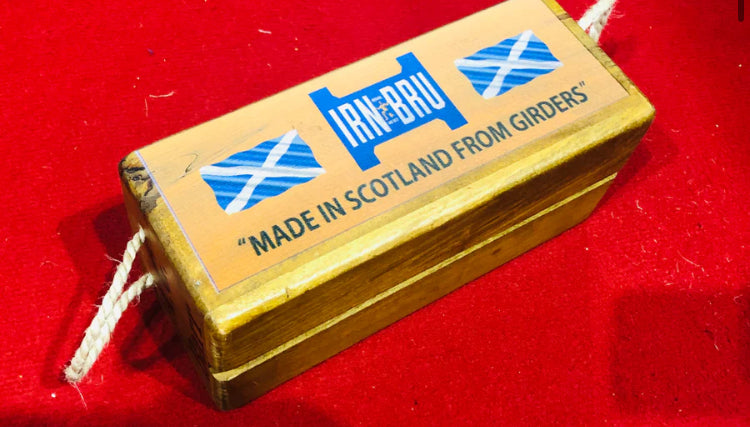 IRN-BRU
“MADE IN SCOTLAND FROM GIRDERS”